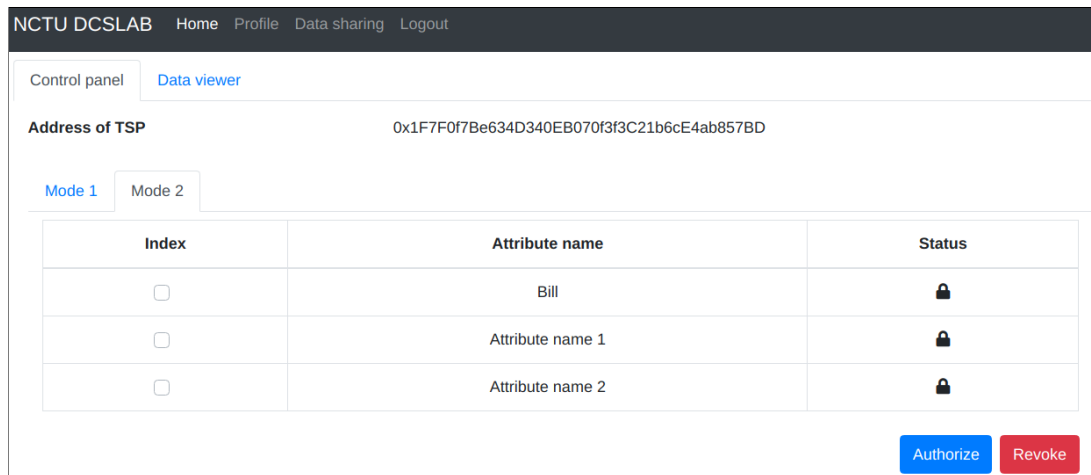 NCTU DCSLAB Home Profile Data sharing Logout
Control panel Data viewer
Address of TSP 0x1F7F0f7Be634D340EB070f3f3C21b6cE4ab857BD
Mode 1 Mode 2
Index Attribute name Status
Bill
Attribute name 1
Attribute name 2
Authorize Revoke